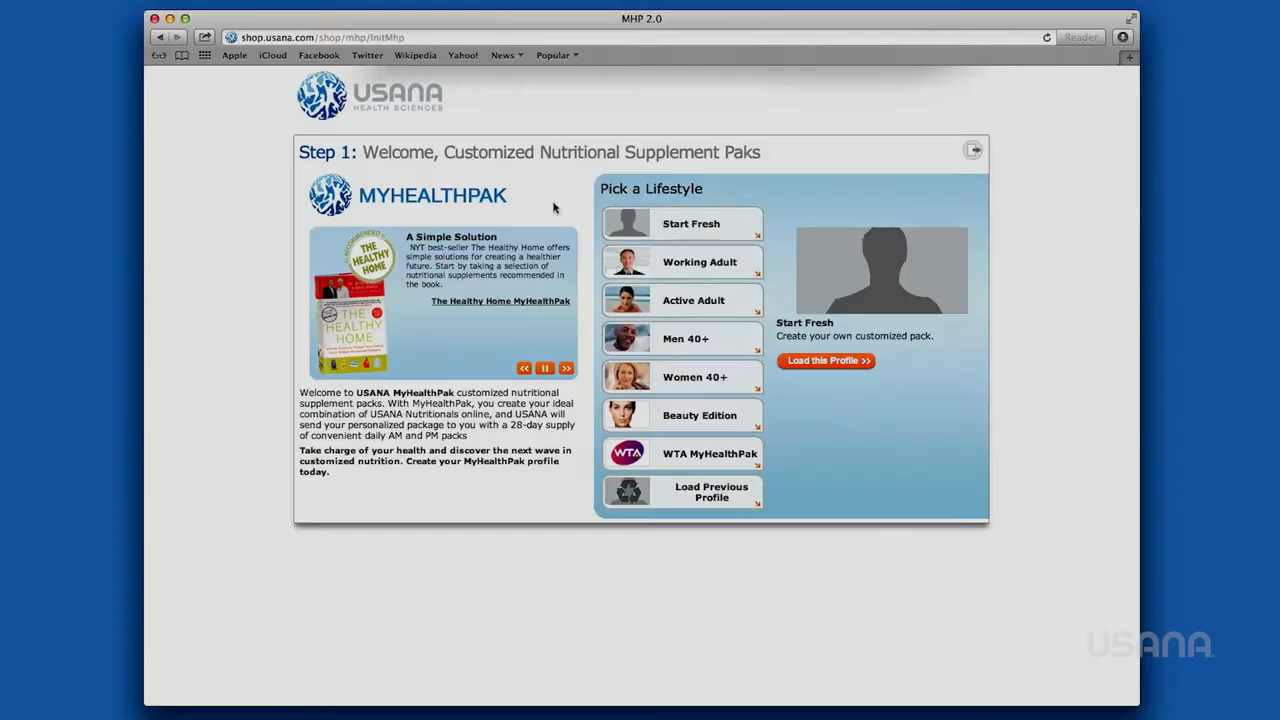 MHP 2.0
shop.usana.com/shop/mhp/InitMhp
Reader
Apple iCloud Facebook Twitter Wikipedia Yahoo! News Popular
USANA
HEALTH SCIENCES
Step 1: Welcome, Customized Nutritional Supplement Paks
MYHEALTHPAK
THE
HEALTHY
HOME
THE
HEALTHY
HOME
A Simple Solution
NYT best-seller The Healthy Home offers
simple solutions for creating a healthier
future. Start by taking a selection of
nutritional supplements recommended in
the book.
The Healthy Home MyHealthPak
Welcome to USANA MyHealthPak customized nutritional
supplement packs. With MyHealthPak, you create your ideal
combination of USANA Nutritionals online, and USANA will
send your personalized package to you with a 28-day supply
of convenient daily AM and PM packs
Take charge of your health and discover the next wave in
customized nutrition. Create your MyHealthPak profile
today.
Pick a Lifestyle
Start Fresh
Working Adult
Active Adult
Men 40+
Women 40+
Beauty Edition
WTA WTA MyHealthPak
Load Previous
Profile
Start Fresh
Create your own customized pack.
Load this Profile >>
USANA